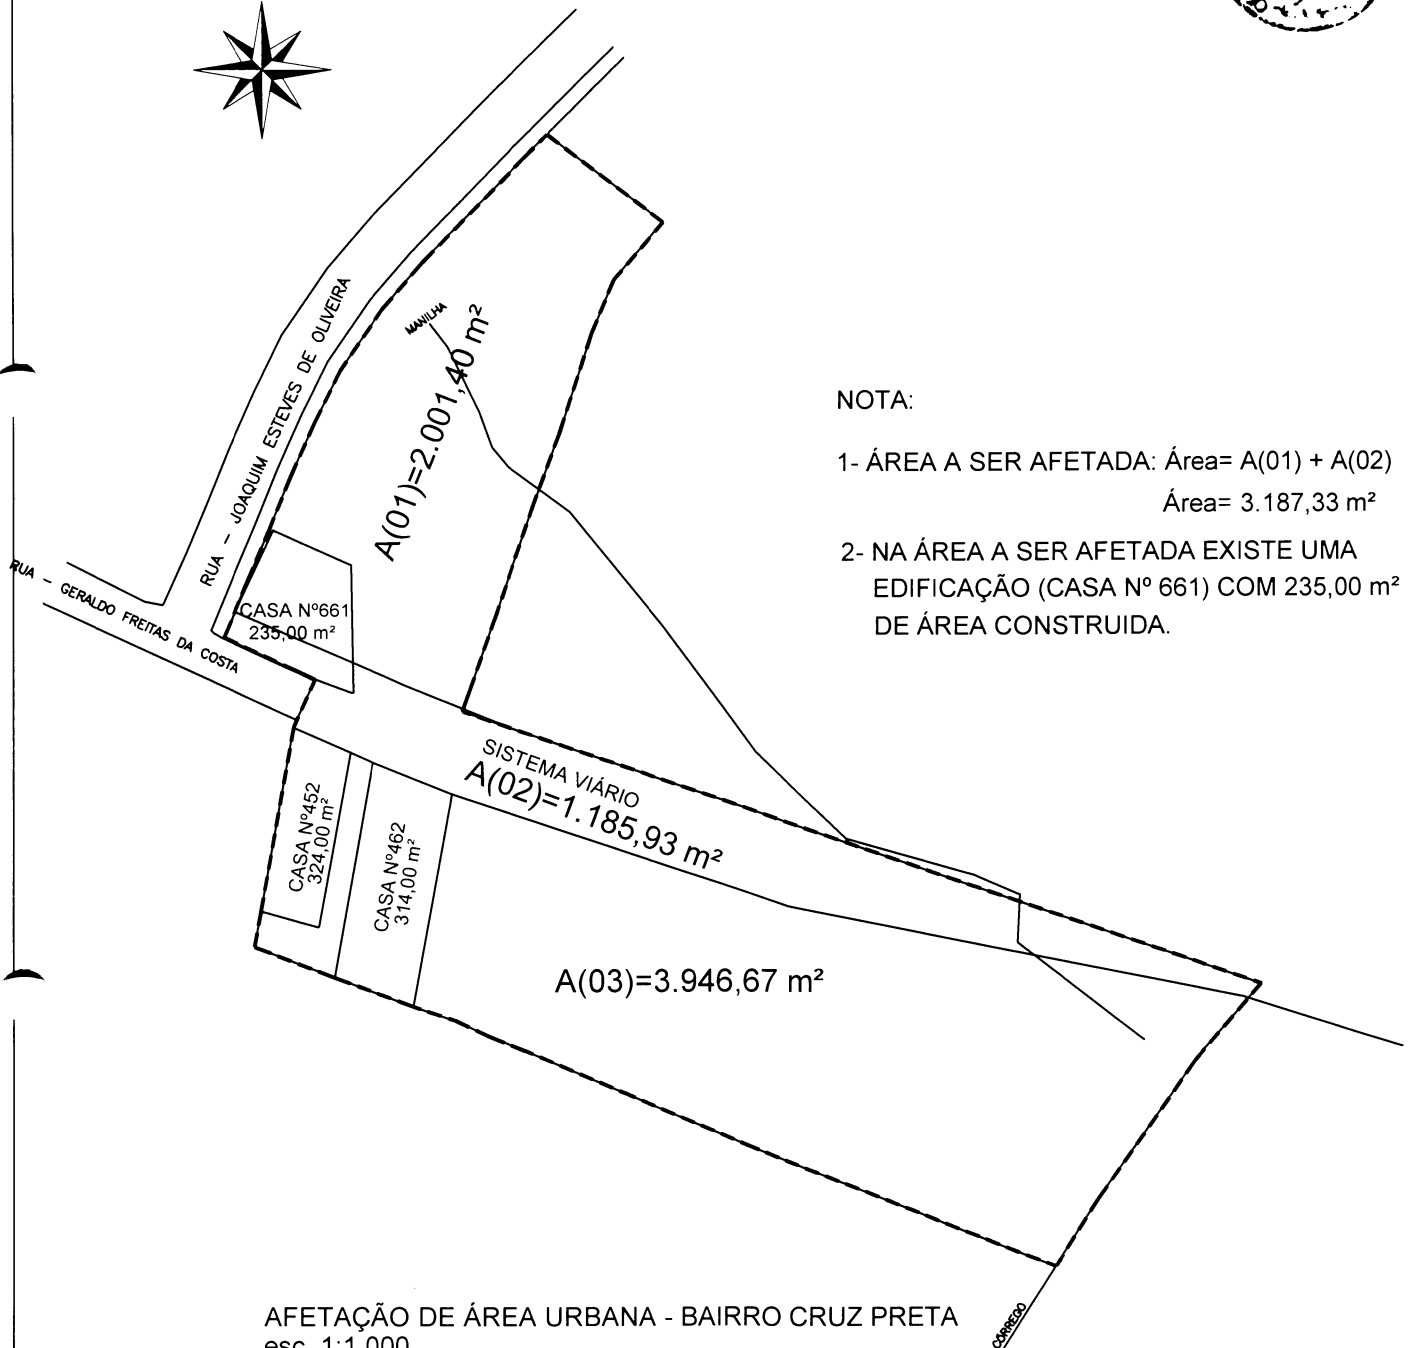 MANILHA
RUA - JOAQUIM ESTEVES DE OLIVEIRA
A(01)=2.001,40 m²
NOTA:
1- ÁREA A SER AFETADA: Área= A(01) + A(02)
Área= 3.187,33 m²
2- NA ÁREA A SER AFETADA EXISTE UMA
EDIFICAÇÃO (CASA Nº 661) COM 235,00 m²
DE ÁREA CONSTRUIDA.
RUA - GERALDO FREITAS DA COSTA
CASA Nº661
235,00 m²
SISTEMA VIÁRIO
A(02)=1.185,93 m²
CASA Nº452
324,00 m²
CASA Nº462
314,00 m²
A(03)=3.946,67 m²
CÓRREGO
AFETAÇÃO DE ÁREA URBANA - BAIRRO CRUZ PRETA
esc. 1:1.000